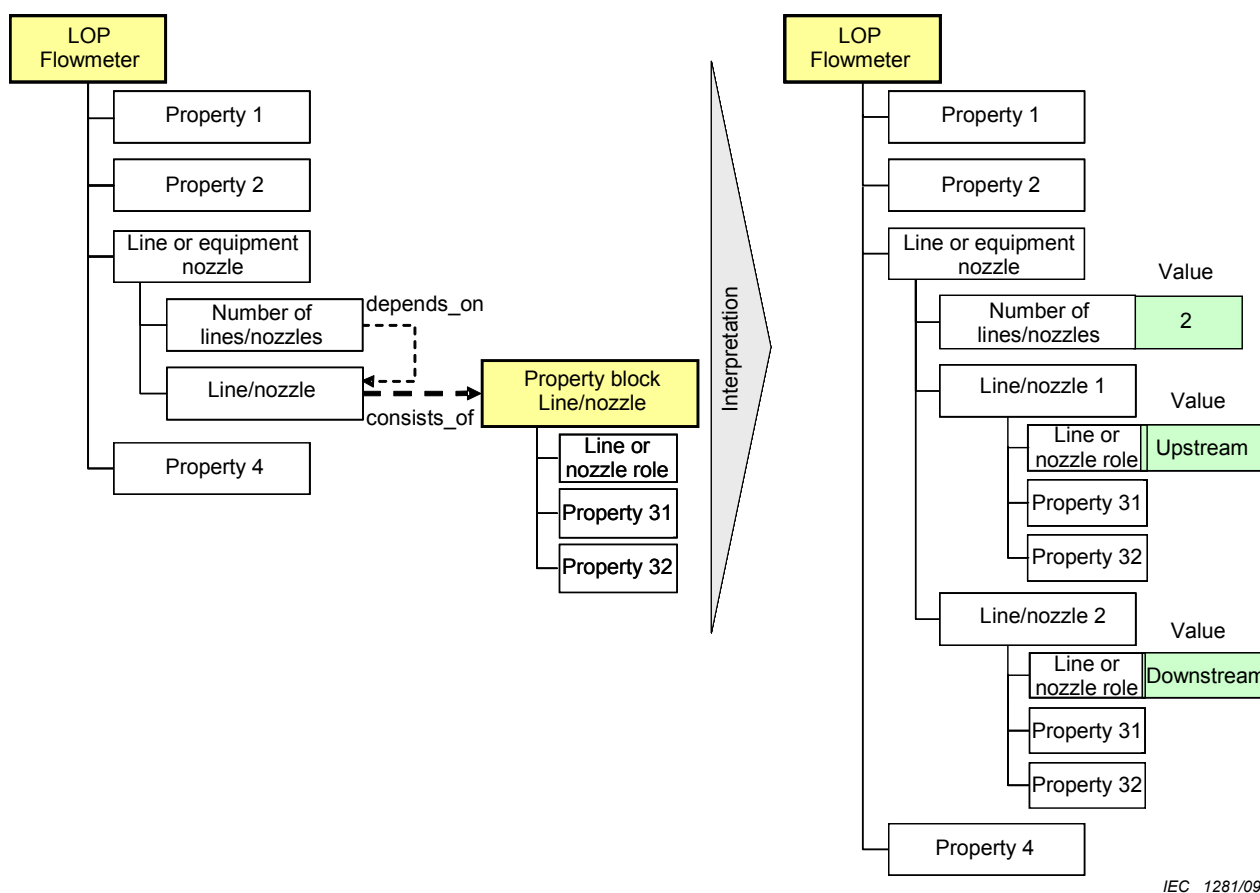 LOP
Flowmeter
Property 1
Property 2
Line or equipment
nozzle
Number of
lines/nozzles
depends_on
Line/nozzle
consists_of
Property block
Line/nozzle
Line or
nozzle role
Property 31
Property 32
Property 4
Interpretation
LOP
Flowmeter
Property 1
Property 2
Line or equipment
nozzle
Value
Number of
lines/nozzles
2
Line/nozzle 1
Value
Line or
nozzle role
Upstream
Property 31
Property 32
Line/nozzle 2
Value
Line or
nozzle role
Downstream
Property 31
Property 32
Property 4
IEC 1281/09